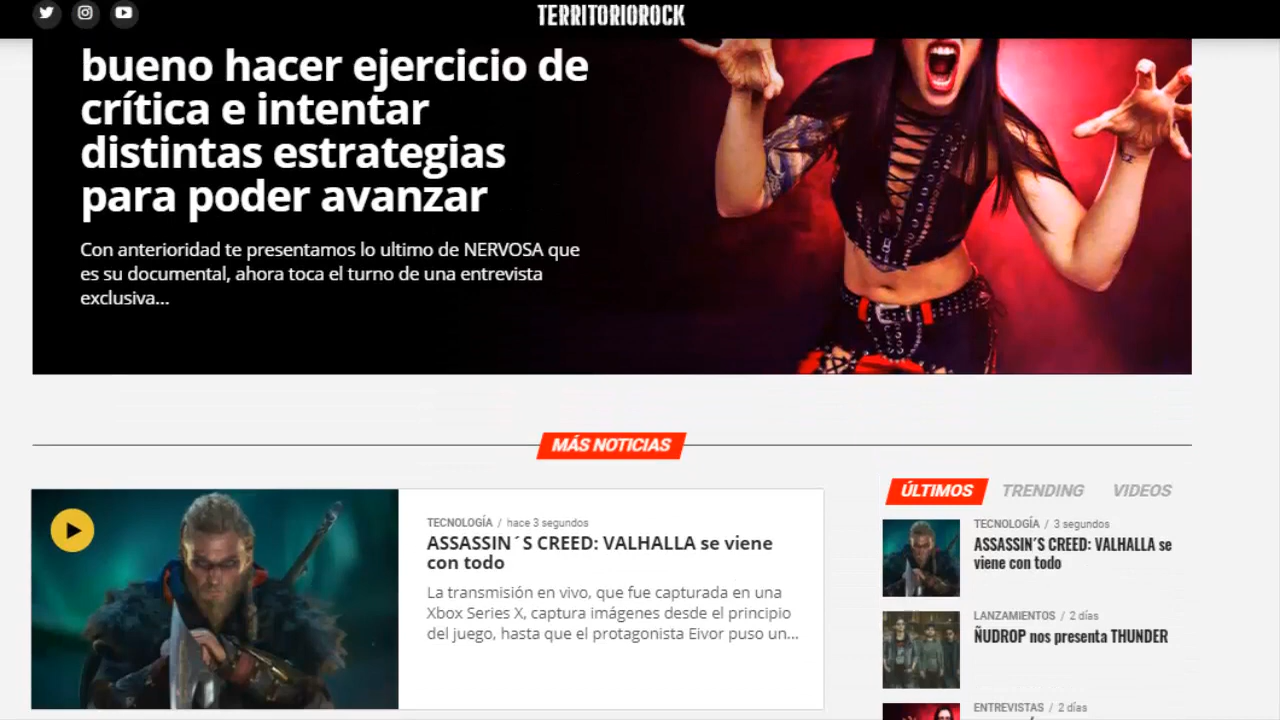 TERRITORIOROCK
bueno hacer ejercicio de
crítica e intentar
distintas estrategias
para poder avanzar
Con anterioridad te presentamos lo ultimo de NERVOSA que
es su documental, ahora toca el turno de una entrevista
exclusiva...
MÁS NOTICIAS
TECNOLOGÍA / hace 3 segundos
ASSASSIN´S CREED: VALHALLA se viene
con todo
La transmisión en vivo, que fue capturada en una
Xbox Series X, captura imágenes desde el principio
del juego, hasta que el protagonista Eivor puso un...
ÚLTIMOS TRENDING VIDEOS
TECNOLOGÍA / 3 segundos
ASSASSIN´S CREED: VALHALLA se
viene con todo
LANZAMIENTOS / 2 días
ÑUDROP nos presenta THUNDER
ENTREVISTAS / 2 días